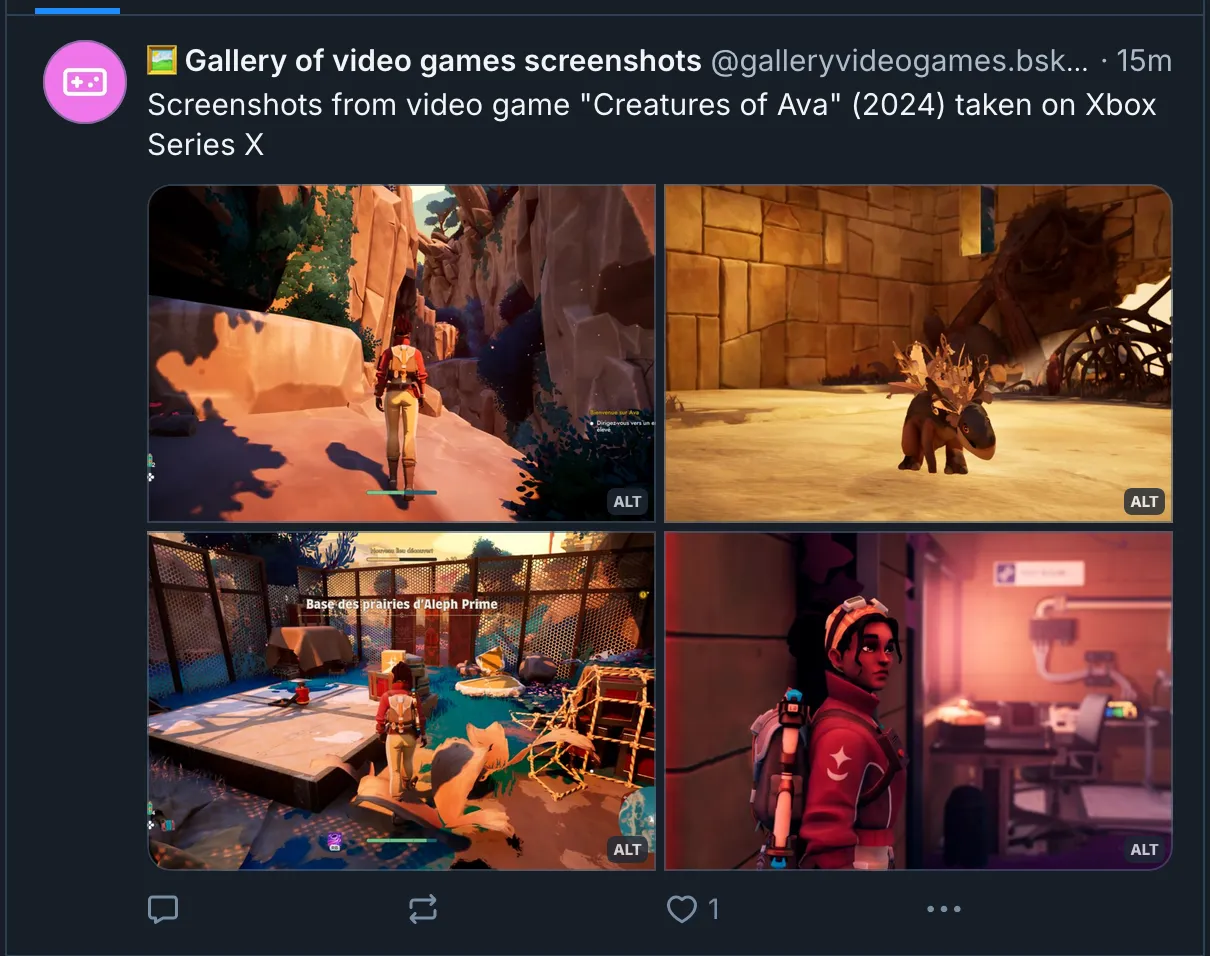 Gallery of video games screenshots @galleryvideogames.bsk... · 15m
Screenshots from video game "Creatures of Ava" (2024) taken on Xbox
Series X
Bienvenue sur Ava
Dirigez-vous vers un
élevé
ALT
ALT
Nouveau lieu découvert
Base des prairies d'Aleph Prime
ALT
ALT
1